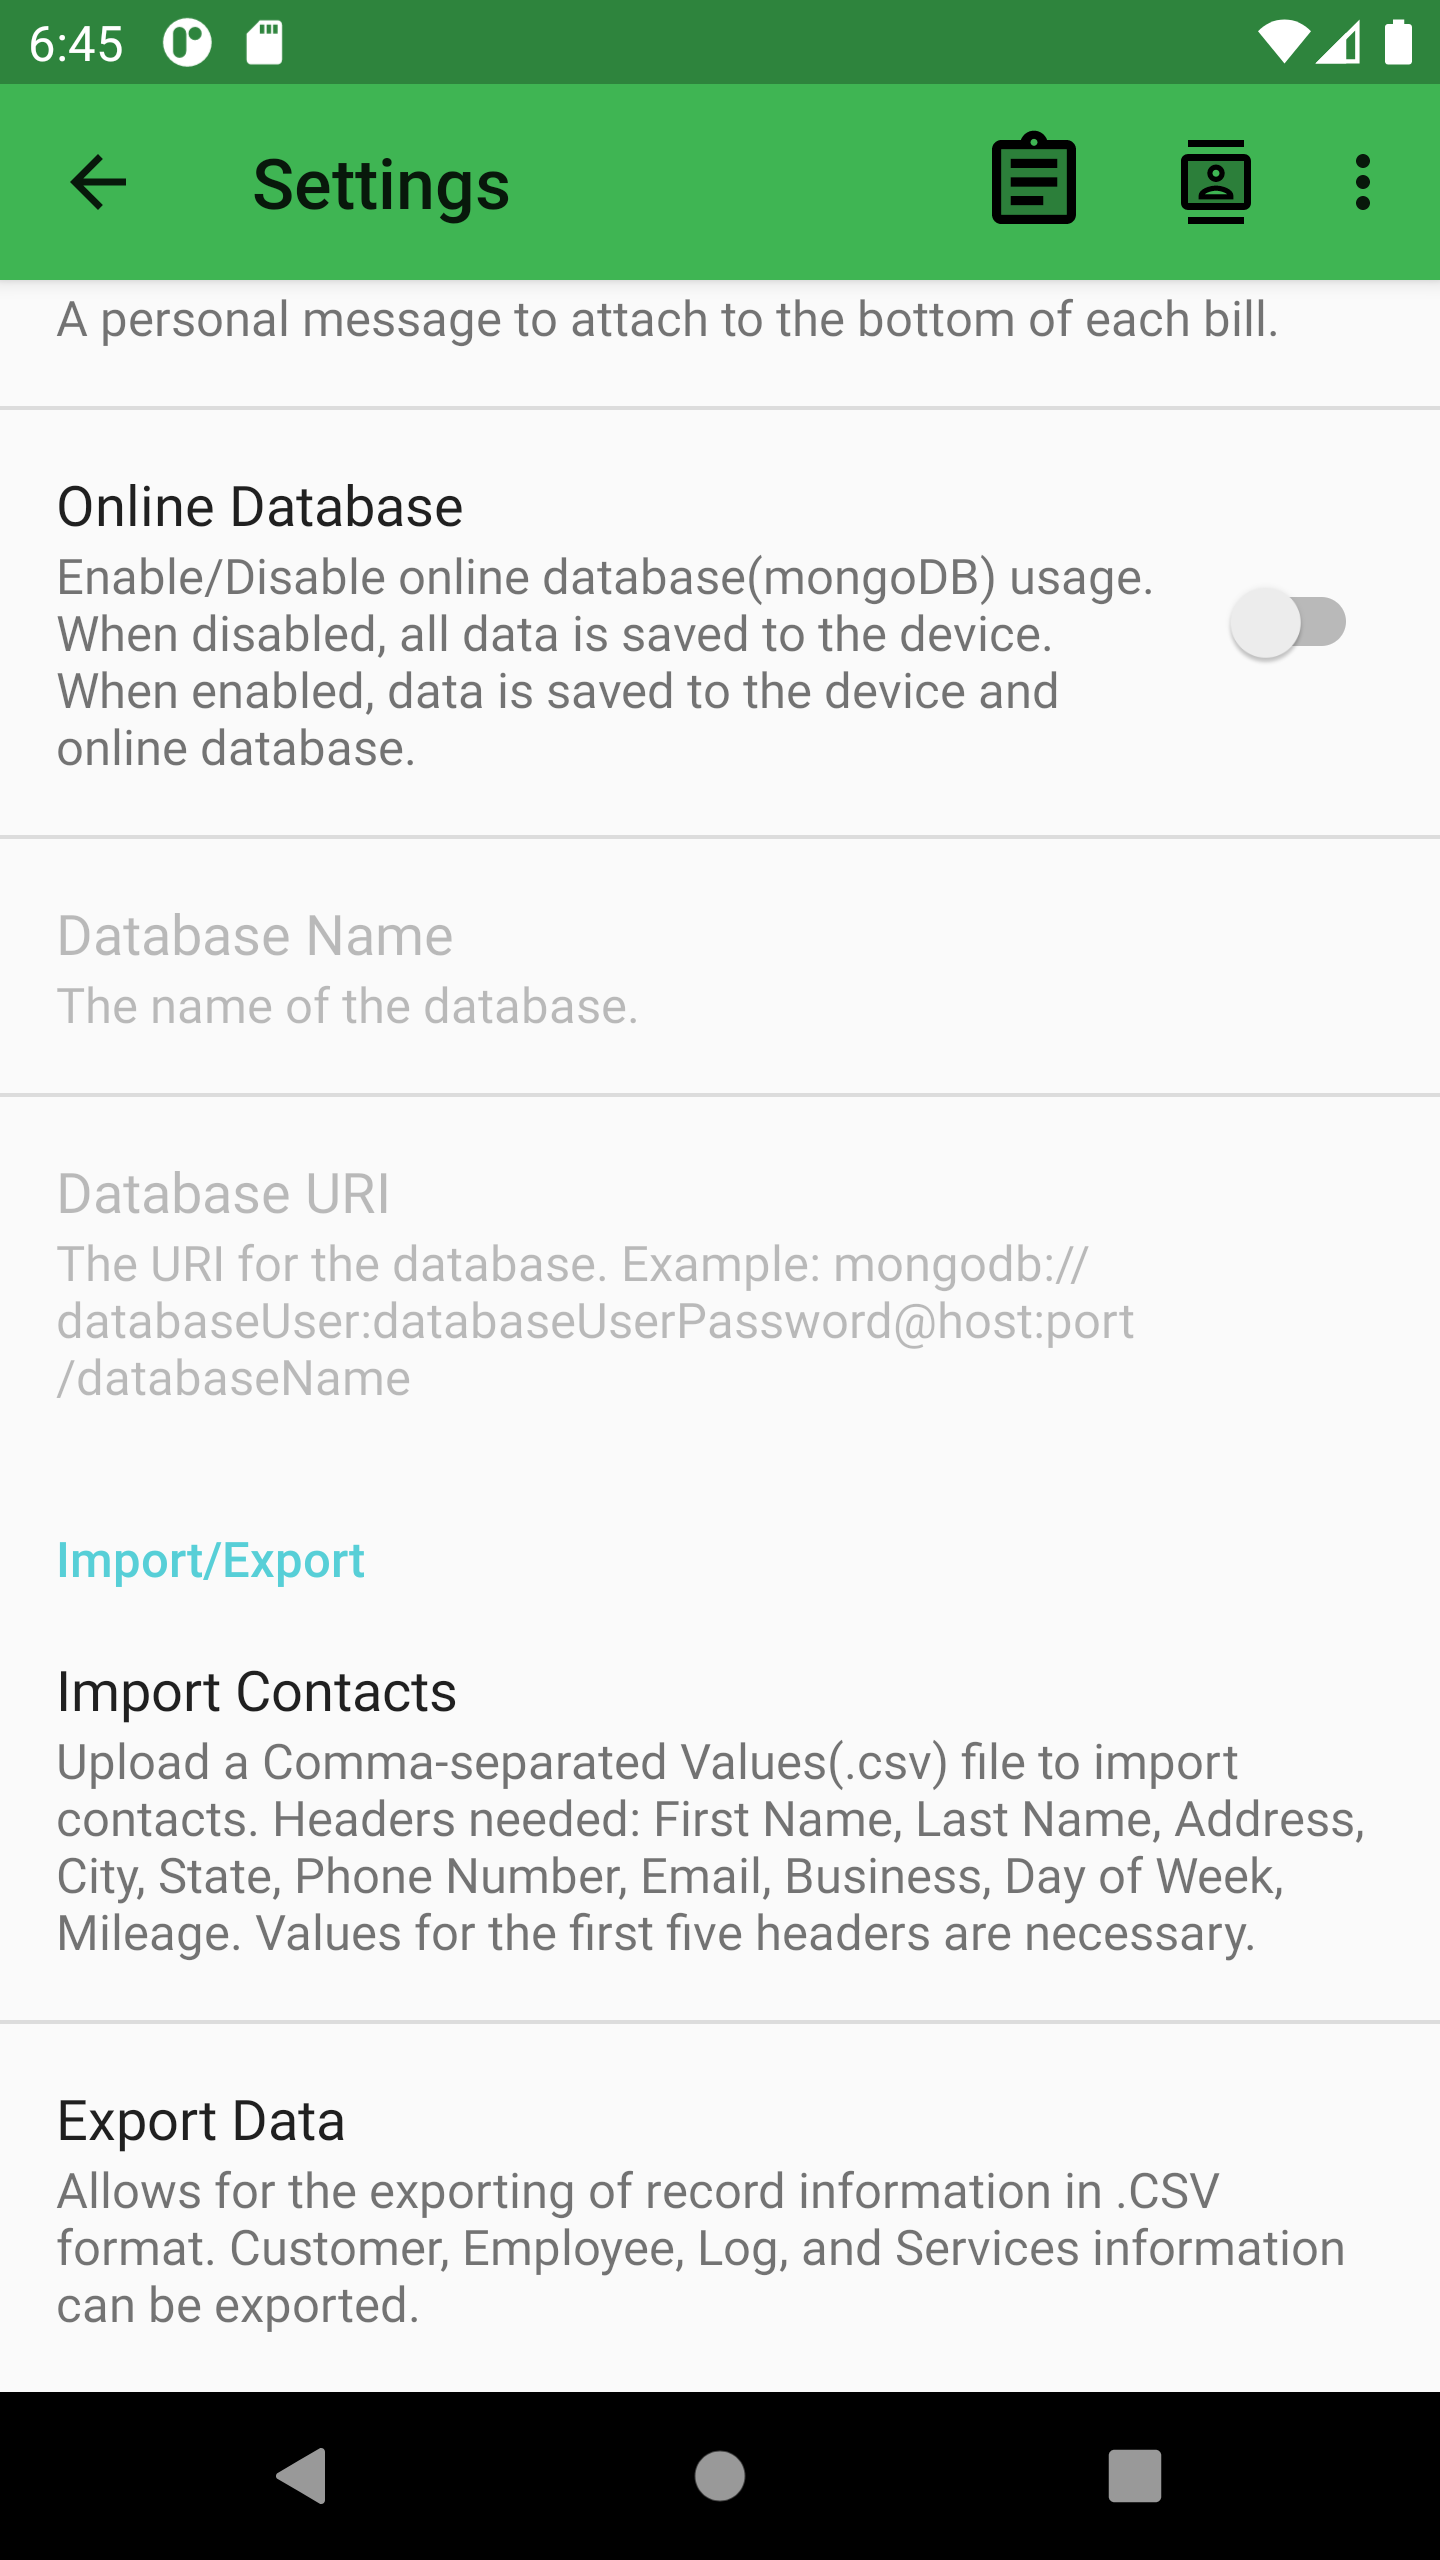 6:45
Settings
A personal message to attach to the bottom of each bill.
Online Database
Enable/Disable online database(mongoDB) usage.
When disabled, all data is saved to the device.
When enabled, data is saved to the device and
online database.
Database Name
The name of the database.
Database URI
The URI for the database. Example: mongodb://
databaseUser:databaseUserPassword@host:port
/databaseName
Import/Export
Import Contacts
Upload a Comma-separated Values(.csv) file to import
contacts. Headers needed: First Name, Last Name, Address,
City, State, Phone Number, Email, Business, Day of Week,
Mileage. Values for the first five headers are necessary.
Export Data
Allows for the exporting of record information in .CSV
format. Customer, Employee, Log, and Services information
can be exported.